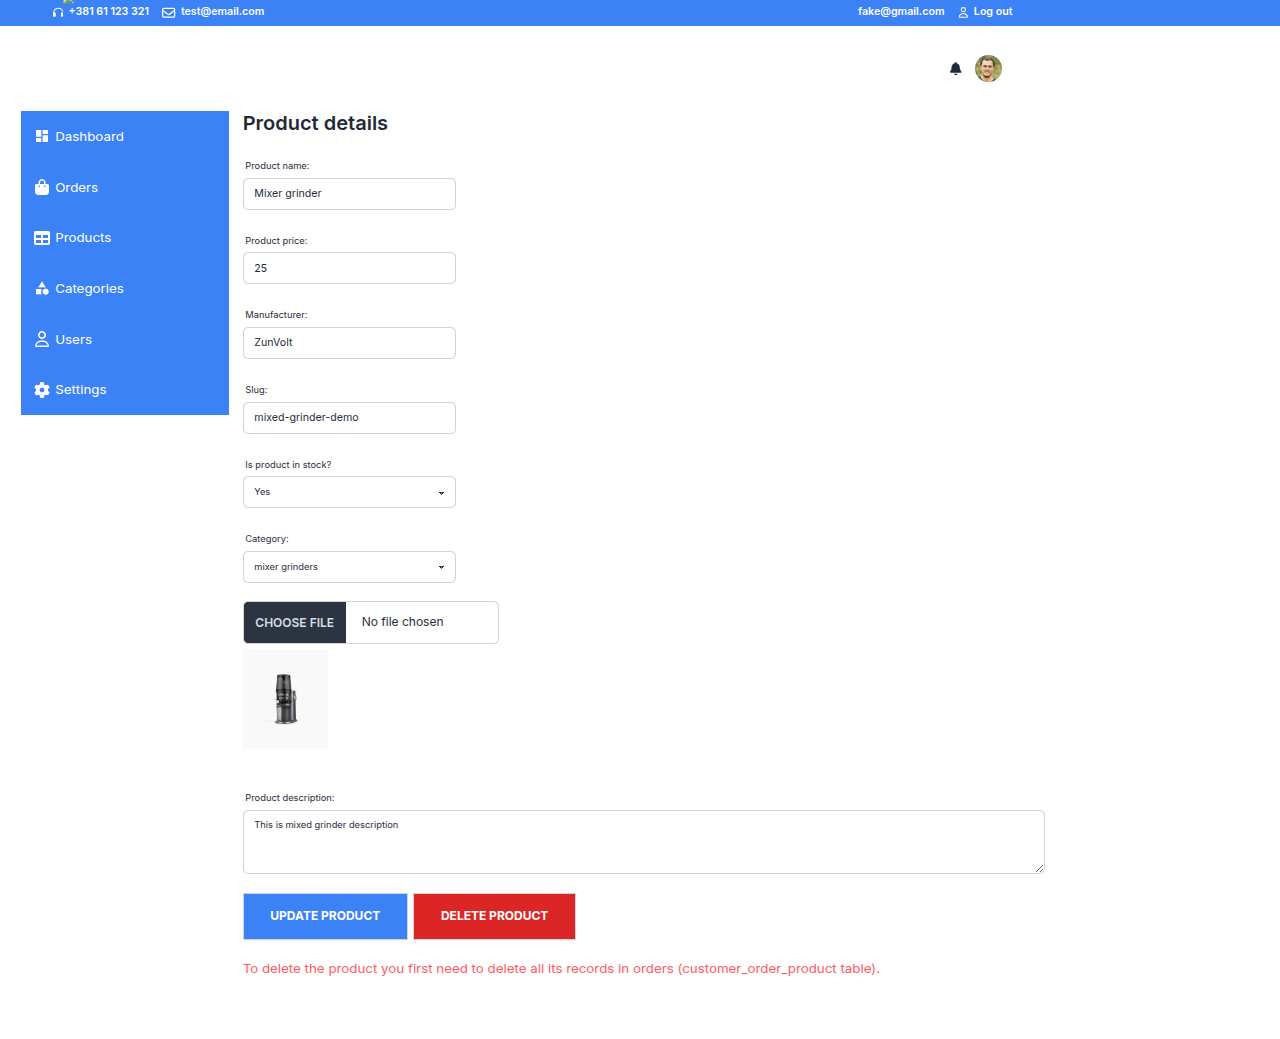 +381 61 123 321 test@email.com fake@gmail.com Log out
Dashboard
Orders
Products
Categories
Users
Settings
Product details
Product name:
Mixer grinder
Product price:
25
Manufacturer:
ZunVolt
Slug:
mixed-grinder-demo
Is product in stock?
Yes
Category:
mixer grinders
CHOOSE FILE No file chosen
Product description:
This is mixed grinder description
UPDATE PRODUCT DELETE PRODUCT
To delete the product you first need to delete all its records in orders (customer_order_product table).